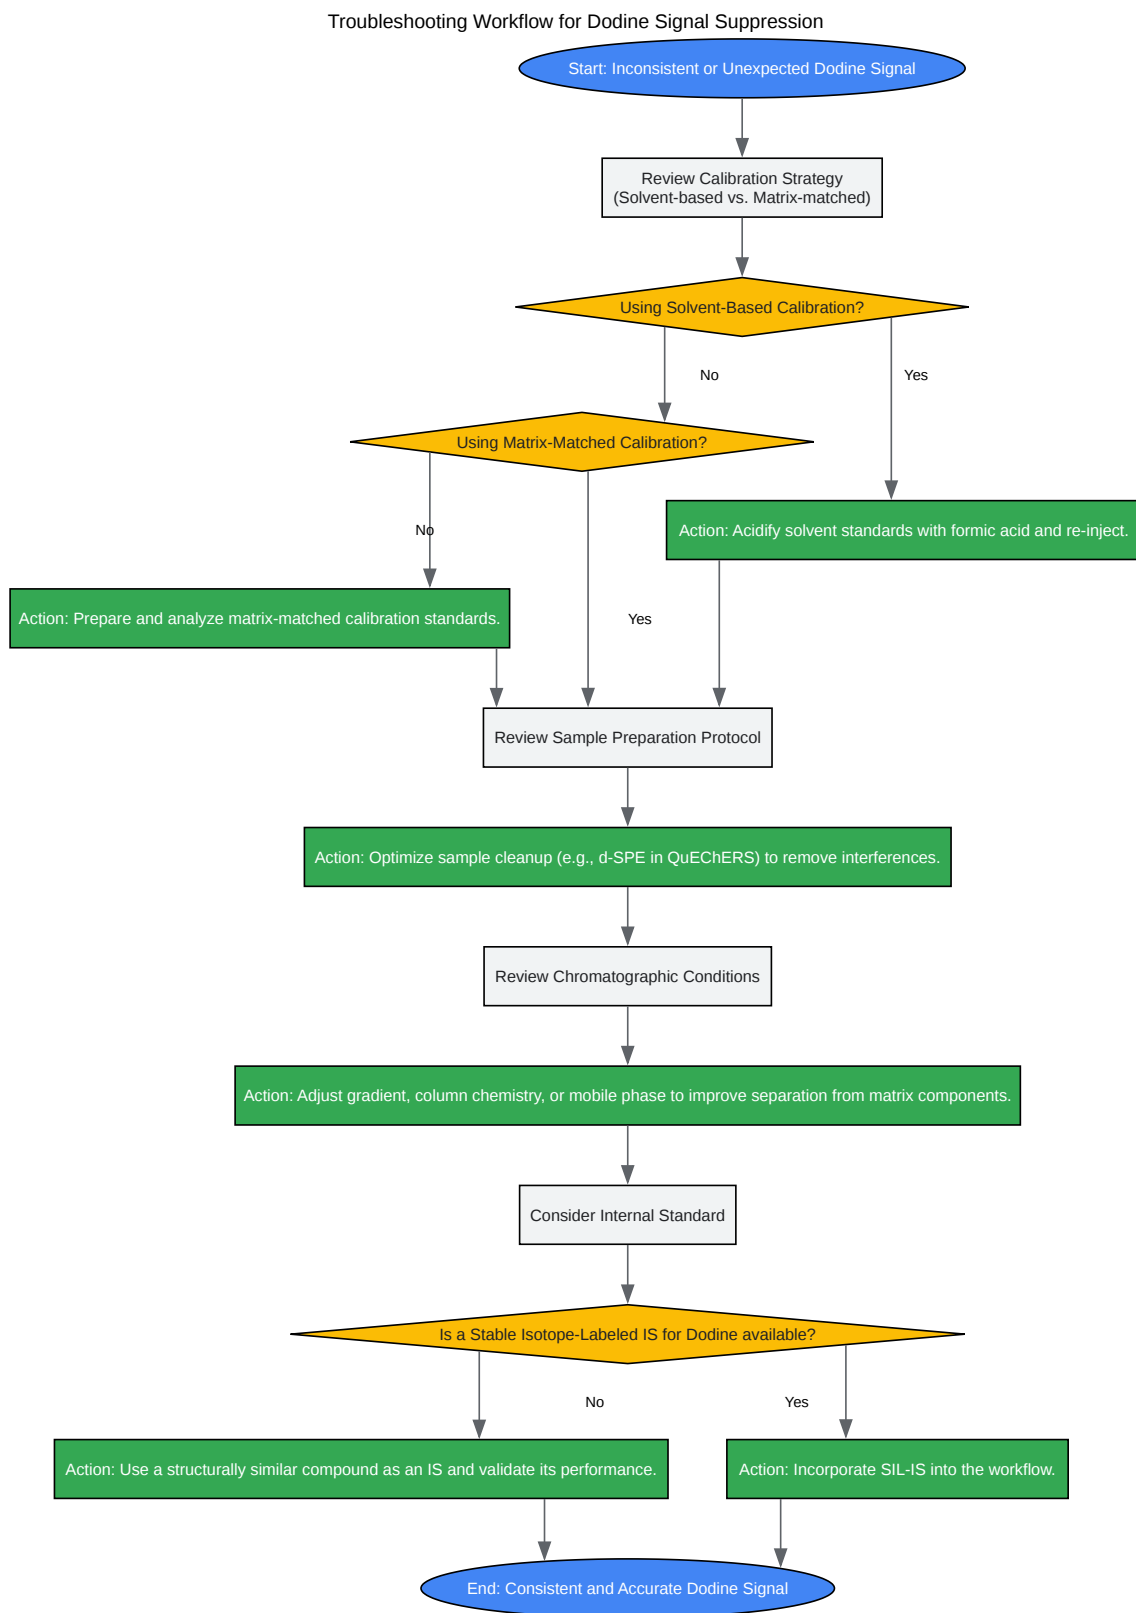 Troubleshooting Workflow for Dodine Signal Suppression
Start: Inconsistent or Unexpected Dodine Signal
Review Calibration Strategy
(Solvent-based vs. Matrix-matched)
Using Solvent-Based Calibration?
No
Yes
Using Matrix-Matched Calibration?
No
Action: Acidify solvent standards with formic acid and re-inject.
Action: Prepare and analyze matrix-matched calibration standards.
Yes
Review Sample Preparation Protocol
Action: Optimize sample cleanup (e.g., d-SPE in QuEChERS) to remove interferences.
Review Chromatographic Conditions
Action: Adjust gradient, column chemistry, or mobile phase to improve separation from matrix components.
Consider Internal Standard
Is a Stable Isotope-Labeled IS for Dodine available?
No
Yes
Action: Use a structurally similar compound as an IS and validate its performance.
Action: Incorporate SIL-IS into the workflow.
End: Consistent and Accurate Dodine Signal